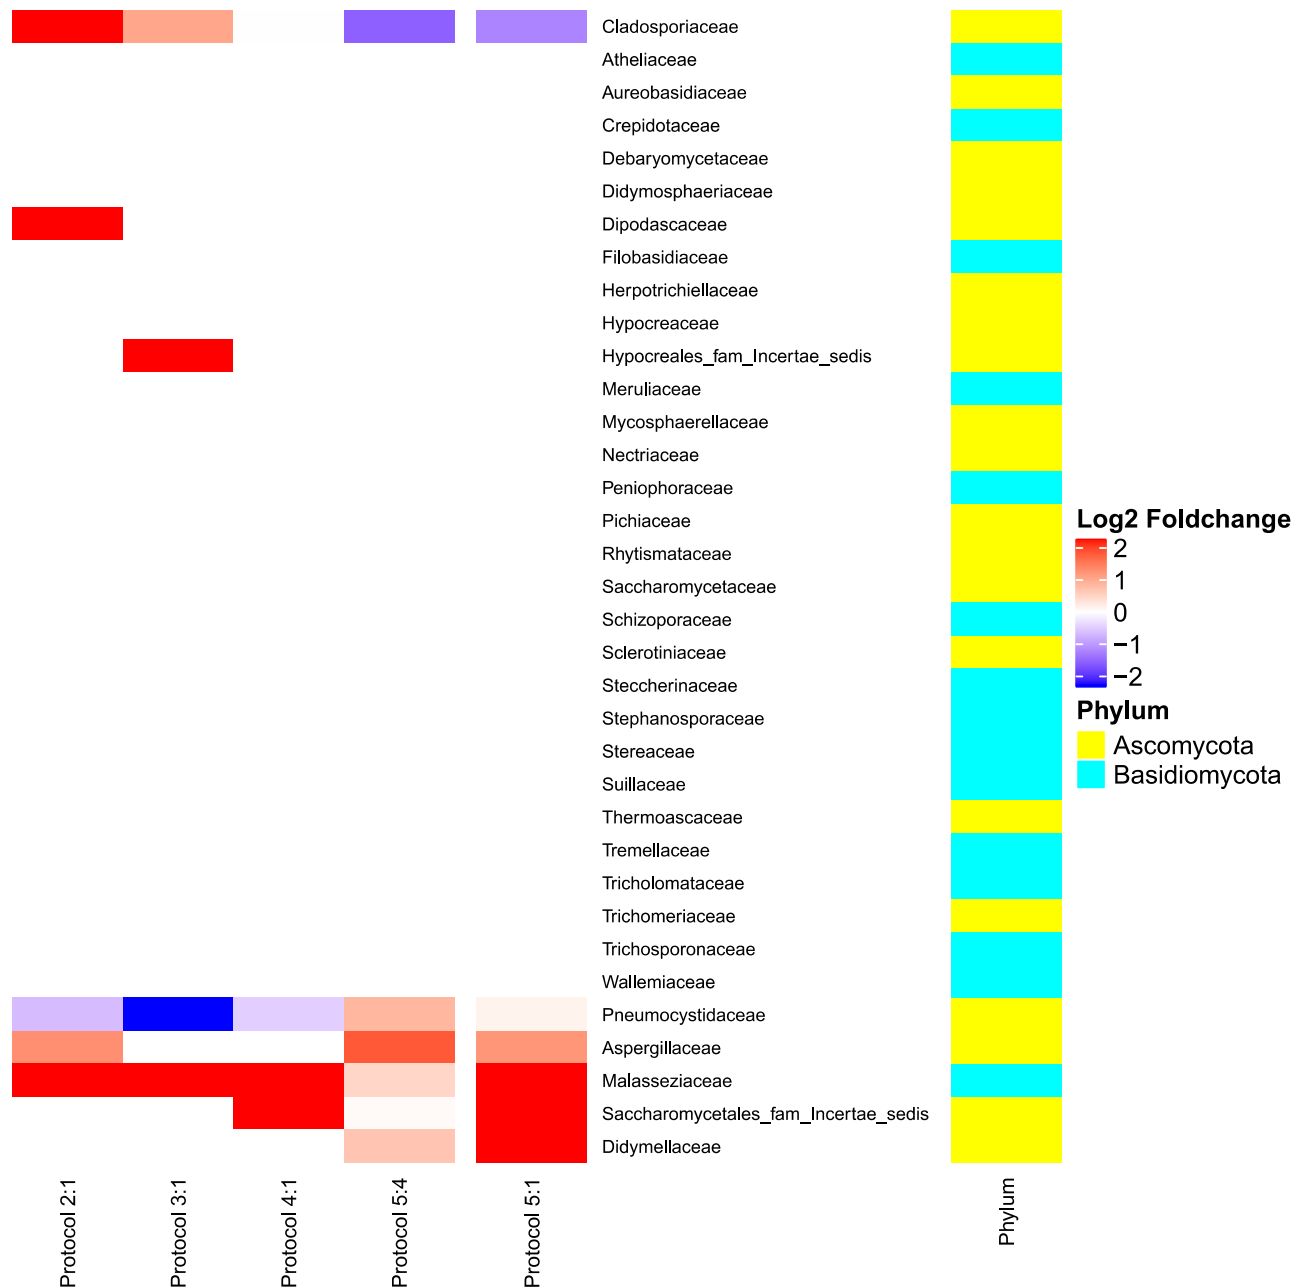 Cladosporiaceae
Atheliaceae
Aureobasidiaceae
Crepidotaceae
Debaryomycetaceae
Didymosphaeriaceae
Dipodascaceae
Filobasidiaceae
Herpotrichiellaceae
Hypocreaceae
Hypocreales_fam_Incertae_sedis
Meruliaceae
Mycosphaerellaceae
Nectriaceae
Peniophoraceae
Pichiaceae
Rhytismataceae
Saccharomycetaceae
Schizoporaceae
Sclerotiniaceae
Steccherinaceae
Stephanosporaceae
Stereaceae
Suillaceae
Thermoascaceae
Tremellaceae
Tricholomataceae
Trichomeriaceae
Trichosporonaceae
Wallemiaceae
Pneumocystidaceae
Aspergillaceae
Malasseziaceae
Saccharomycetales_fam_Incertae_sedis
Didymellaceae
Protocol 2:1
Protocol 3:1
Protocol 4:1
Protocol 5:4
Protocol 5:1
Phylum
Log2 Foldchange
2
1
0
−1
−2
Phylum
Ascomycota
Basidiomycota